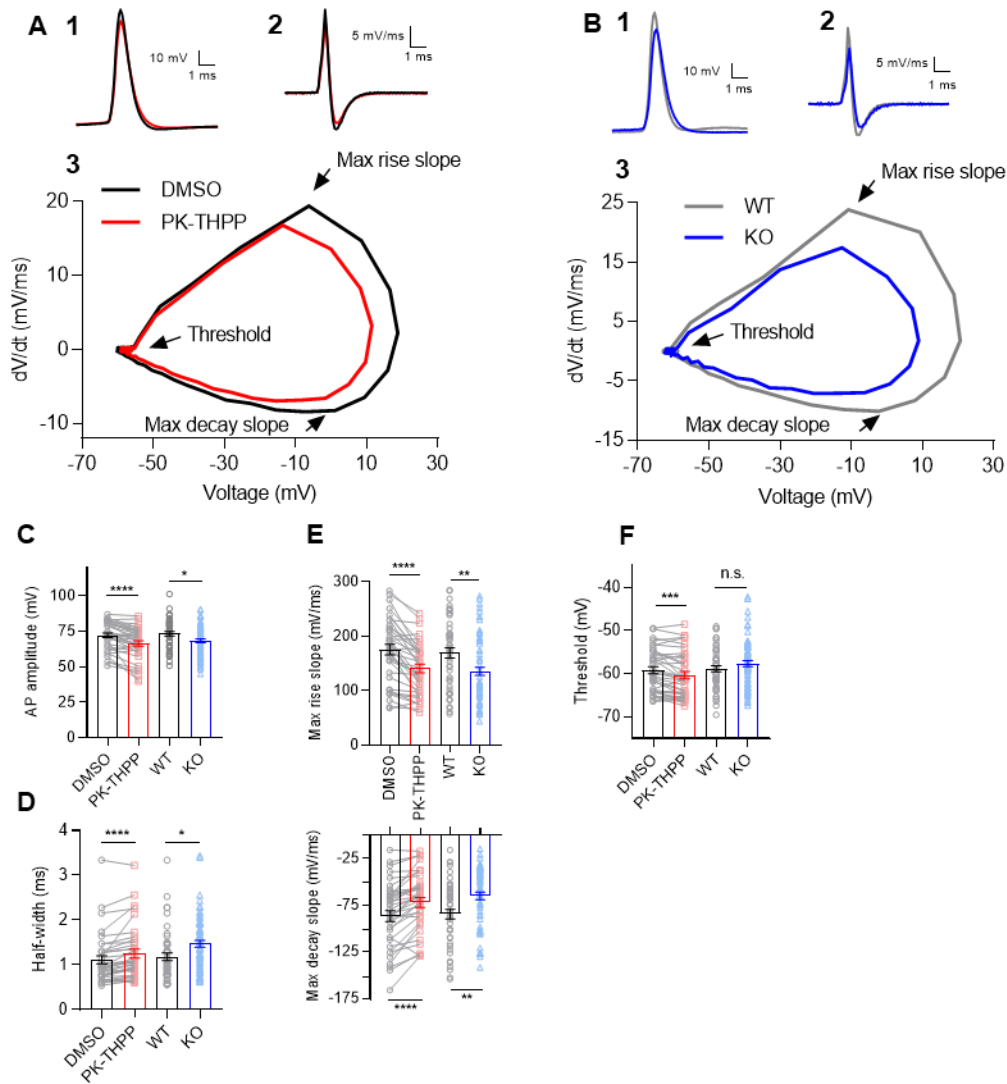 A 1 2
10 mV
1 ms
5 mV/ms
1 ms
3
Max rise slope
DMSO
PK-THPP
Threshold
Max decay slope
20
10
0
-10
dV/dt (mV/ms)
-70 -50 -30 -10 10 30
Voltage (mV)
B 1 2
10 mV
1 ms
5 mV/ms
1 ms
3
Max rise slope
WT
KO
Threshold
Max decay slope
25
15
5
-5
-15
dV/dt (mV/ms)
-70 -50 -30 -10 10 30
Voltage (mV)
C
**** *
100
75
50
25
0
AP amplitude (mV)
DMSO PK-THPP WT KO
D
**** *
4
3
2
1
0
Half-width (ms)
DMSO PK-THPP WT KO
E
**** **
300
200
100
0
Max rise slope (mV/ms)
DMSO PK-THPP WT KO
-25
-75
-125
-175
Max decay slope (mV/ms)
**** **
F
*** n.s.
-40
-50
-60
-70
Threshold (mV)
DMSO PK-THPP WT KO